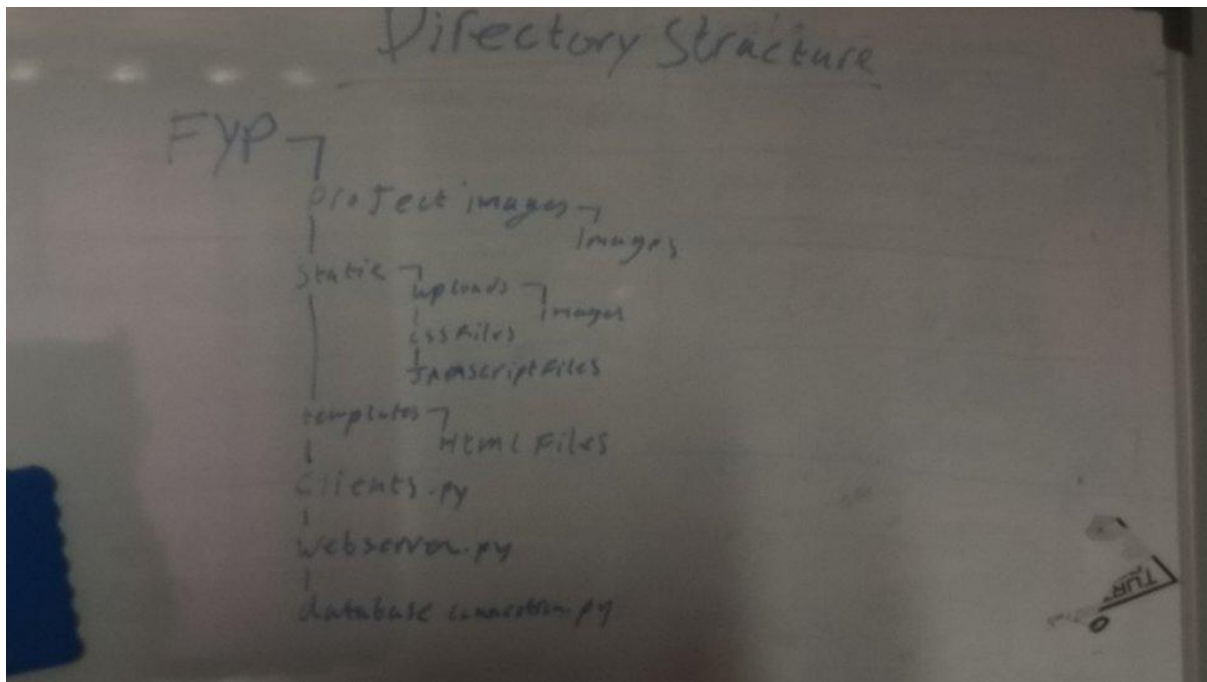 Directory Structure
FYP
Project images
Images
Static
uploads
images
css files
Javascript files
templates
Html Files
Clients.py
Webserver.py
database connection.py
TUR